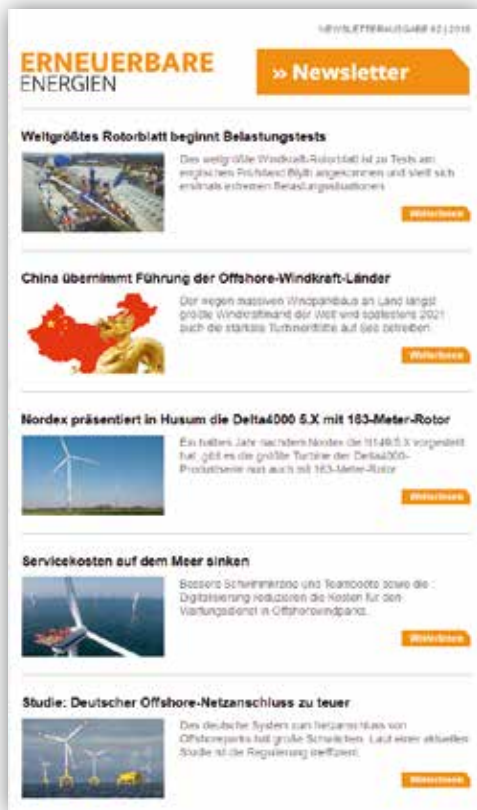 NEWSLETTERAUSGABE 62 | 2019
ERNEUERBARE
ENERGIEN
» Newsletter
Weltgrößtes Rotorblatt beginnt Belastungstests
Das weltgrößte Windkraft-Rotorblatt ist zu Tests am
englischen Prüfstand Blyth angekommen und stellt sich
erstmals extremen Belastungssituationen.
Weiterlesen
China übernimmt Führung der Offshore-Windkraft-Länder
Der wegen massiven Windparkbaus an Land längst
größte Windkraftmarkt der Welt wird spätestens 2021
auch die stärkste Turbinenflotte auf See betreiben.
Weiterlesen
Nordex präsentiert in Husum die Delta4000 5.X mit 163-Meter-Rotor
Ein halbes Jahr nachdem Nordex die N149/5.X vorgestellt
hat, gibt es die größte Turbine der Delta4000-
Produktserie nun auch mit 163-Meter-Rotor.
Weiterlesen
Servicekosten auf dem Meer sinken
Bessere Schwimmkräne und Teamboote sowie die
Digitalisierung reduzieren die Kosten für den
Wartungsdienst in Offshorewindparks.
Weiterlesen
Studie: Deutscher Offshore-Netzanschluss zu teuer
Das deutsche System zum Netzanschluss von
Offshoreparks hat große Schwächen. Laut einer aktuellen
Studie ist die Regulierung ineffizient.
Weiterlesen